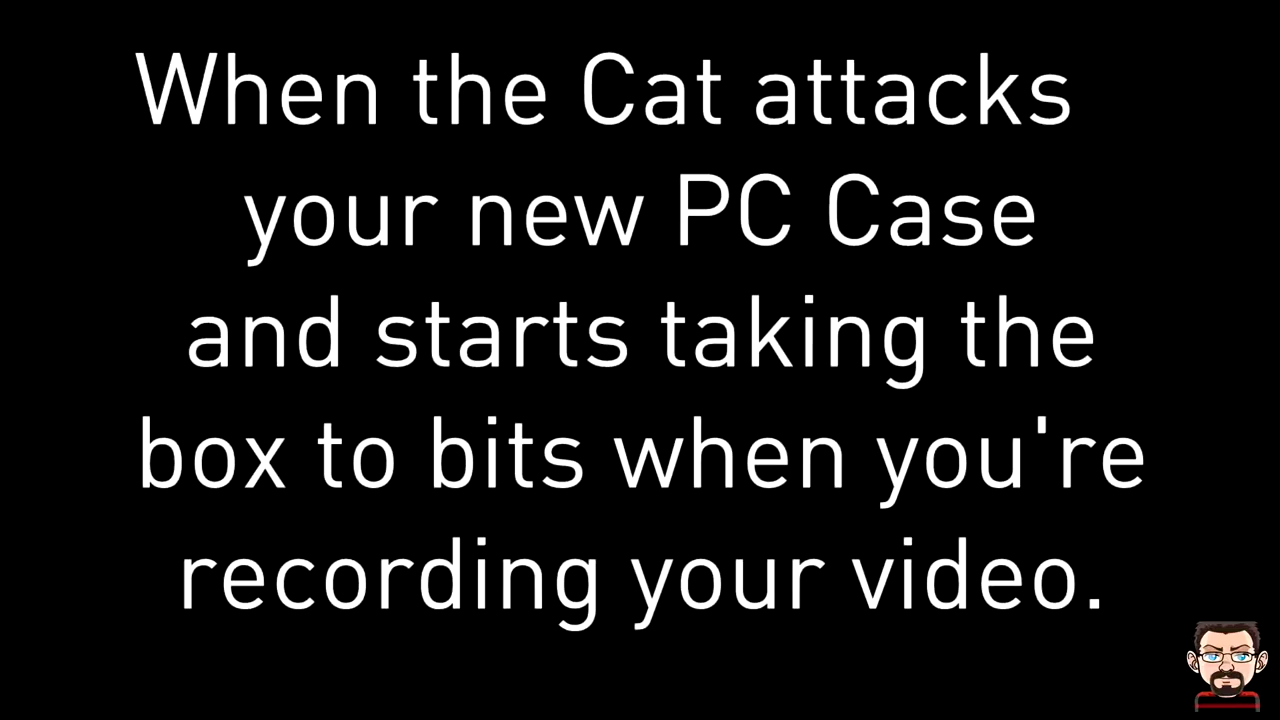 When the Cat attacks
your new PC Case
and starts taking the
box to bits when you're
recording your video.